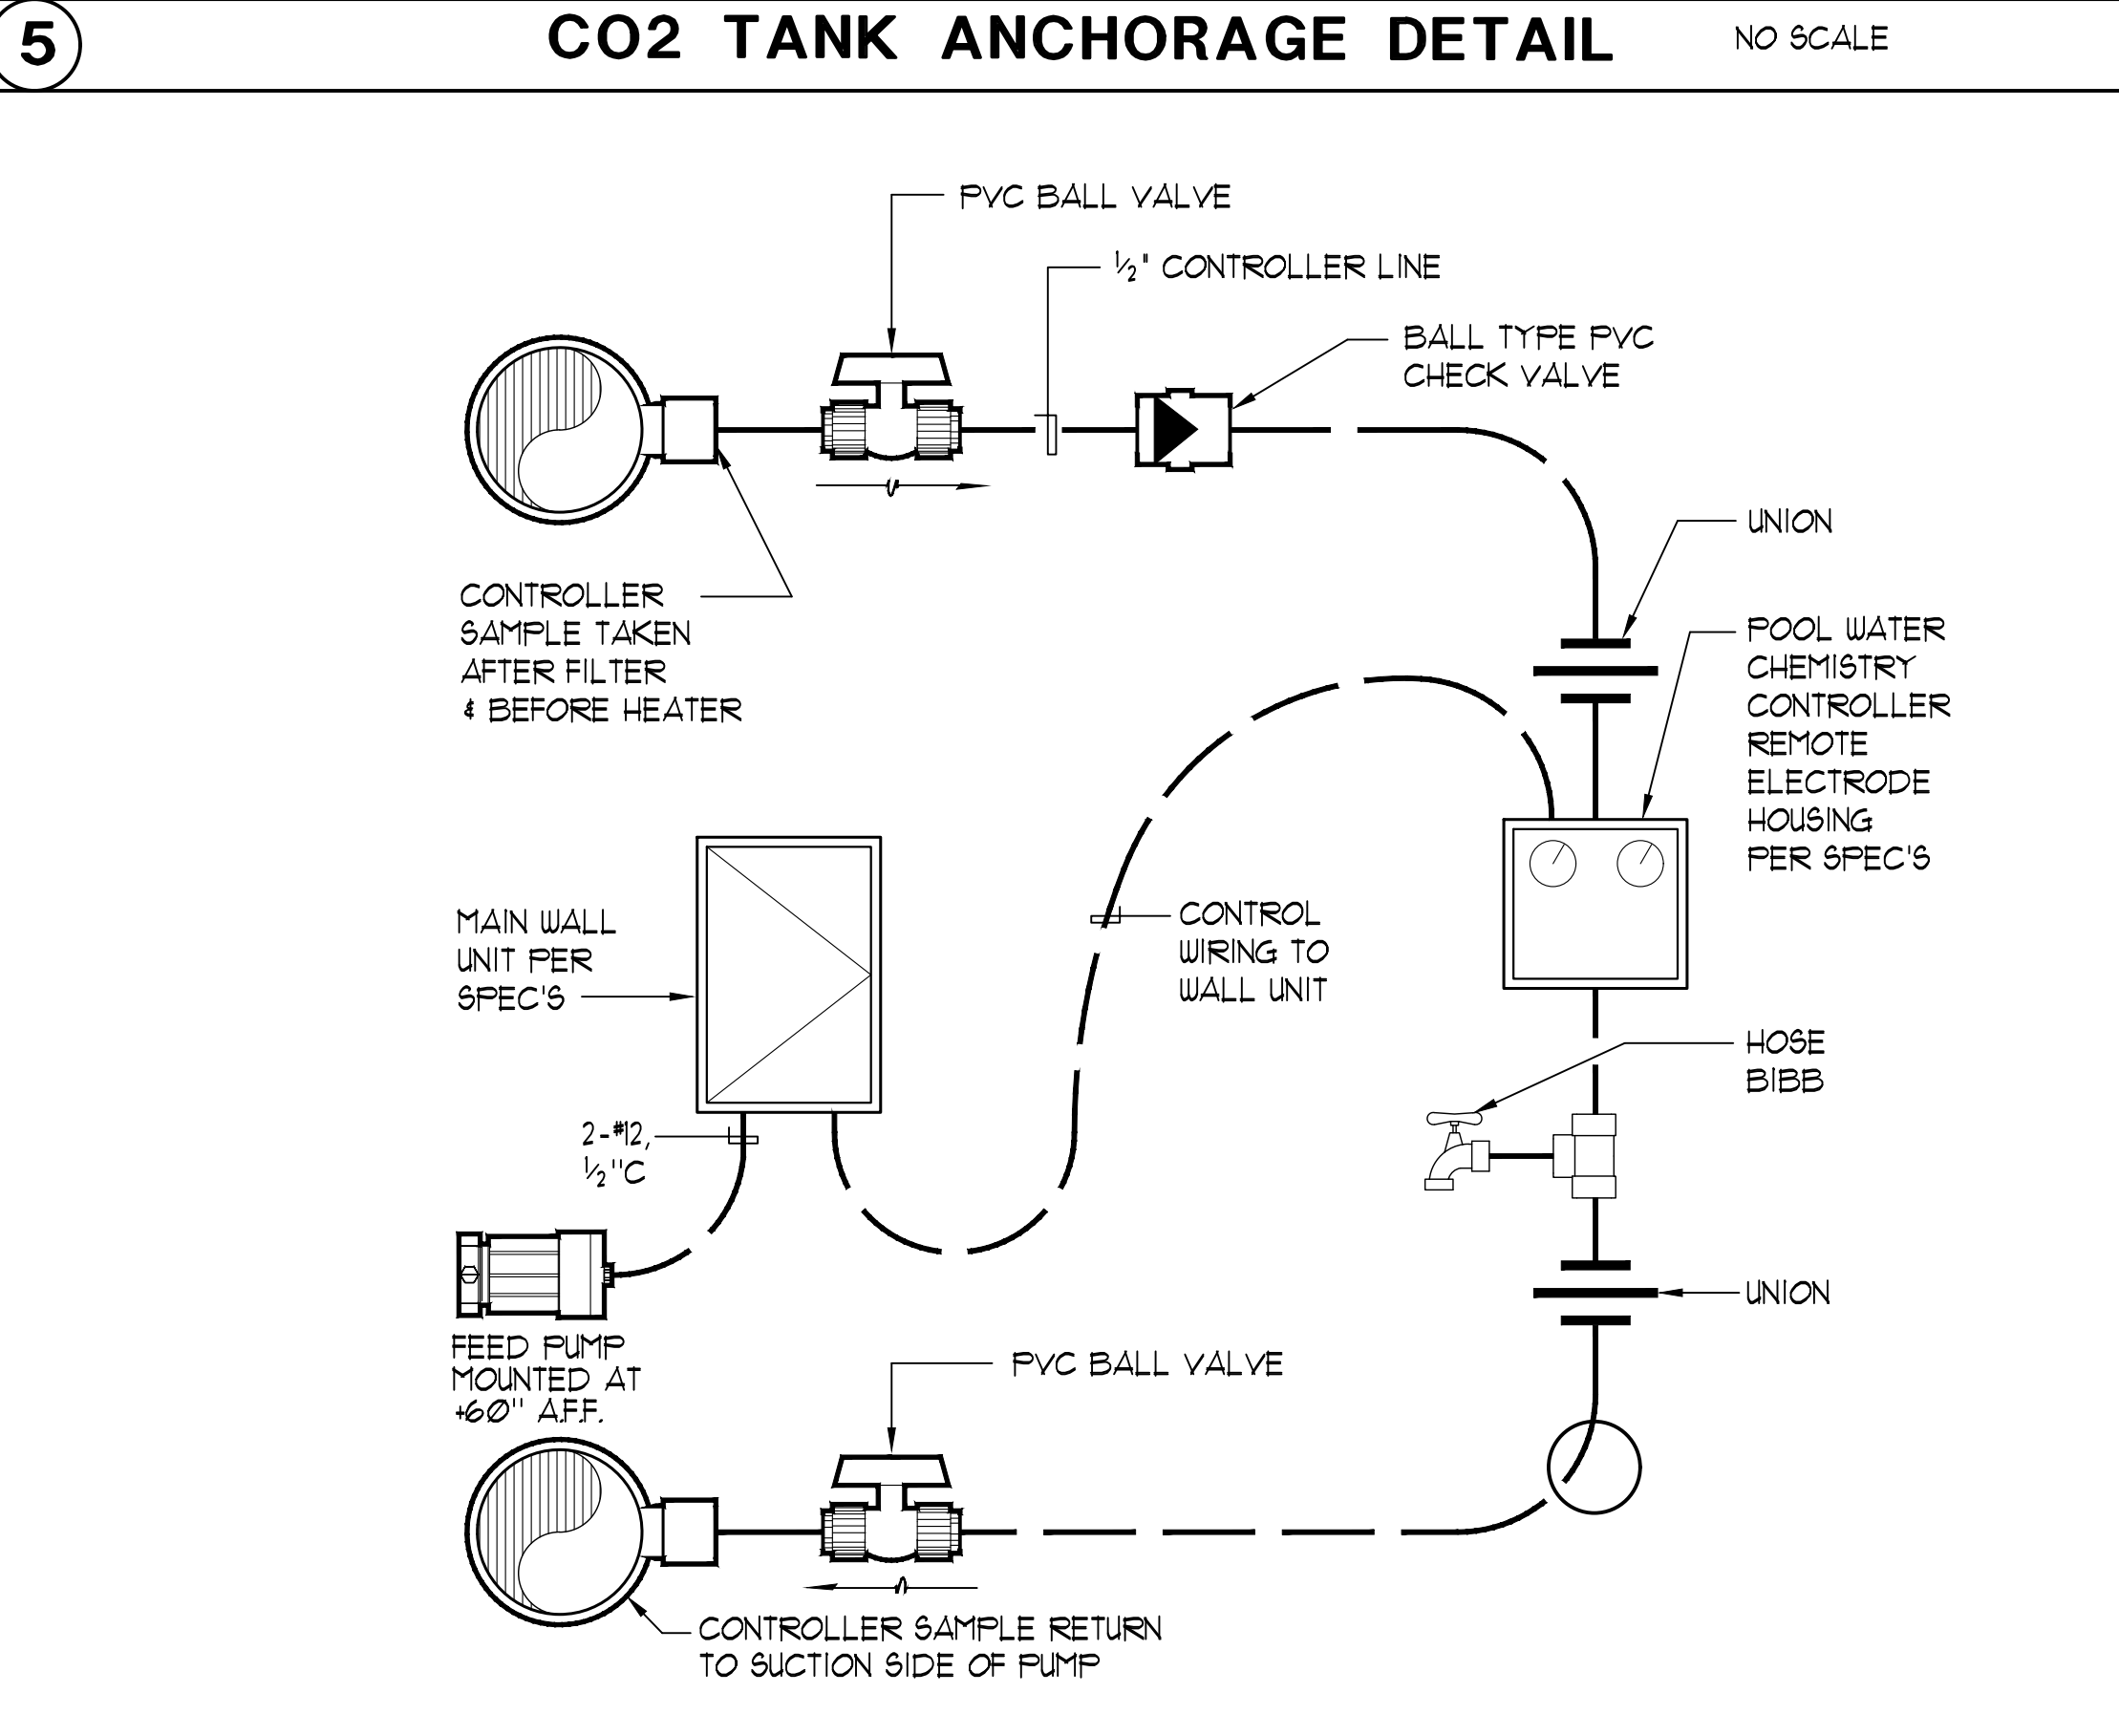 5
CO2 TANK ANCHORAGE DETAIL
NO SCALE
PVC BALL VALVE
½" CONTROLLER LINE
BALL TYPE PVC
CHECK VALVE
UNION
CONTROLLER
SAMPLE TAKEN
AFTER FILTER
& BEFORE HEATER
POOL WATER
CHEMISTRY
CONTROLLER
REMOTE
ELECTRODE
HOUSING
PER SPEC'S
MAIN WALL
UNIT PER
SPEC'S
CONTROL
WIRING TO
WALL UNIT
HOSE
BIBB
2-#12,
½"C
UNION
FEED PUMP
MOUNTED AT
+60" A.F.F.
PVC BALL VALVE
CONTROLLER SAMPLE RETURN
TO SUCTION SIDE OF PUMP